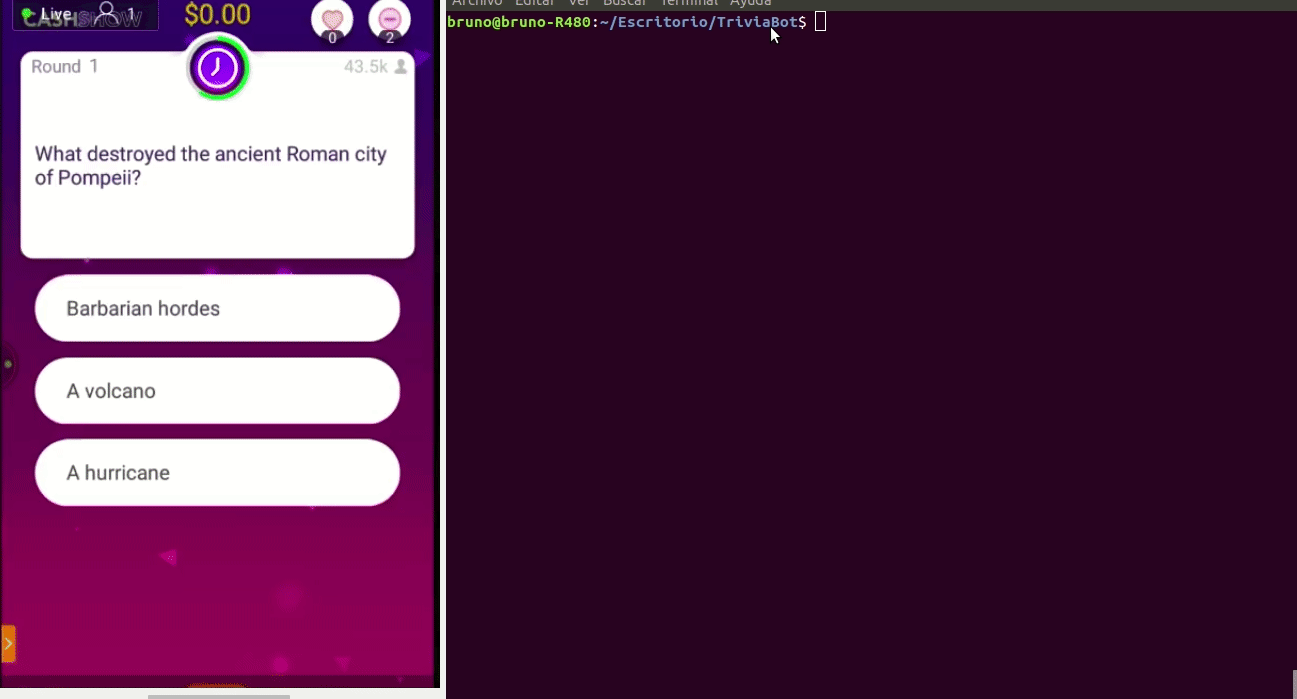 Live 1
CASHSHOW
$0.00
0
2
Round 1
43.5k
What destroyed the ancient Roman city
of Pompeii?
Barbarian hordes
A volcano
A hurricane
Archivo Editar Ver Buscar Terminal Ayuda
bruno@bruno-R480:~/Escritorio/TriviaBot$